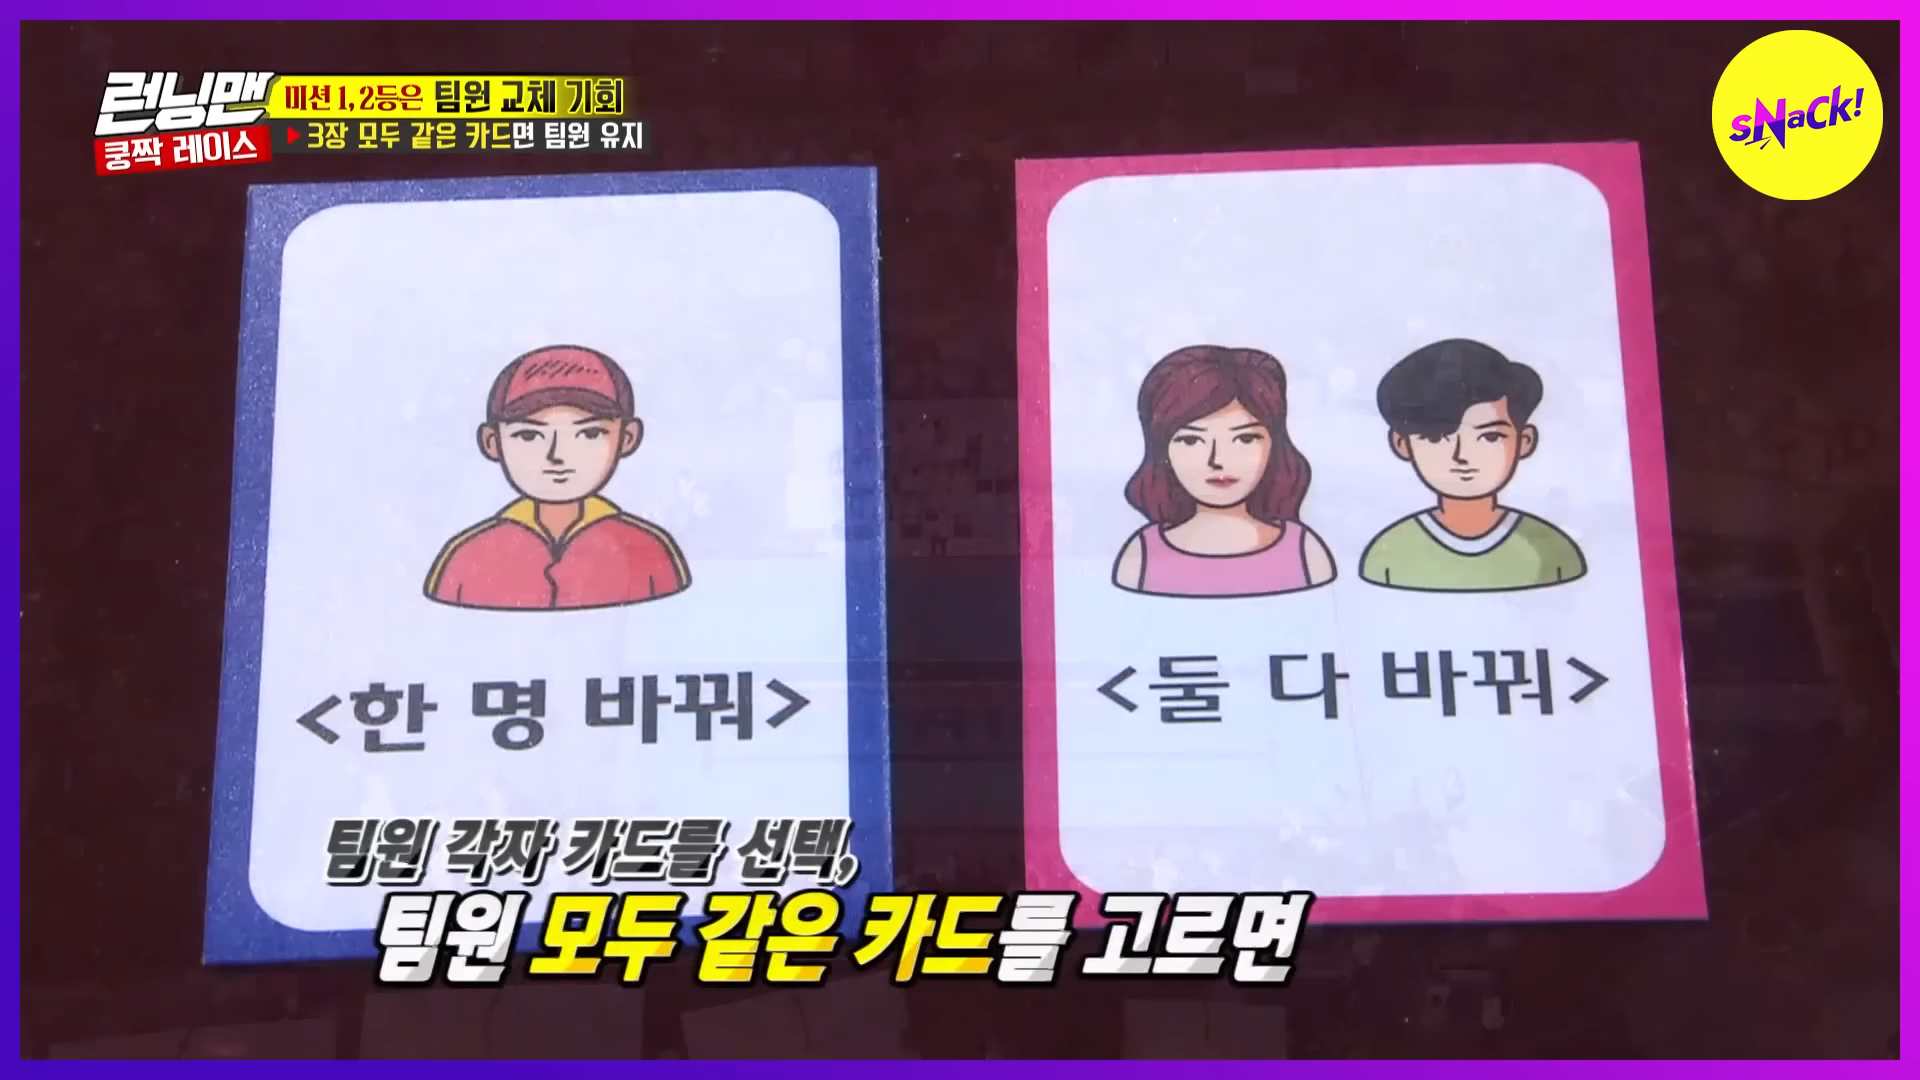 런닝맨
쿵짝 레이스
미션 1, 2등은 팀원 교체 기회
▶ 3장 모두 같은 카드면 팀원 유지
sNaCk!
<한 명 바꿔>
<둘 다 바꿔>
팀원 각자 카드를 선택,
팀원 모두 같은 카드를 고르면